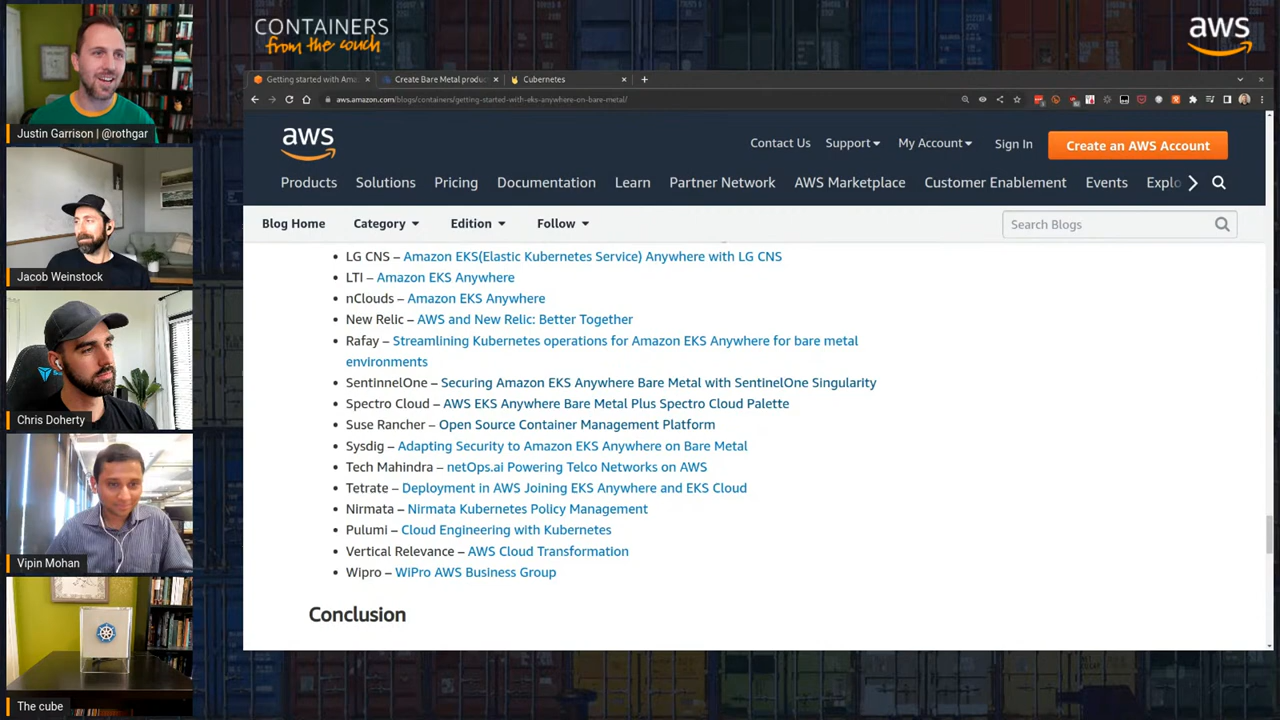 CONTAINERS
from the couch
aws
Justin Garrison | @rothgar
Jacob Weinstock
Chris Doherty
Vipin Mohan
The cube
Getting started with Ama
Create Bare Metal produc
Cubernetes
aws.amazon.com/blogs/containers/getting-started-with-eks-anywhere-on-bare-metal/
aws
Contact Us Support My Account Sign In Create an AWS Account
Products Solutions Pricing Documentation Learn Partner Network AWS Marketplace Customer Enablement Events Explo
Blog Home Category Edition Follow Search Blogs
• LG CNS – Amazon EKS(Elastic Kubernetes Service) Anywhere with LG CNS
• LTI – Amazon EKS Anywhere
• nClouds – Amazon EKS Anywhere
• New Relic – AWS and New Relic: Better Together
• Rafay – Streamlining Kubernetes operations for Amazon EKS Anywhere for bare metal
environments
• SentinnelOne – Securing Amazon EKS Anywhere Bare Metal with SentinelOne Singularity
• Spectro Cloud – AWS EKS Anywhere Bare Metal Plus Spectro Cloud Palette
• Suse Rancher – Open Source Container Management Platform
• Sysdig – Adapting Security to Amazon EKS Anywhere on Bare Metal
• Tech Mahindra – netOps.ai Powering Telco Networks on AWS
• Tetrate – Deployment in AWS Joining EKS Anywhere and EKS Cloud
• Nirmata – Nirmata Kubernetes Policy Management
• Pulumi – Cloud Engineering with Kubernetes
• Vertical Relevance – AWS Cloud Transformation
• Wipro – WiPro AWS Business Group
Conclusion